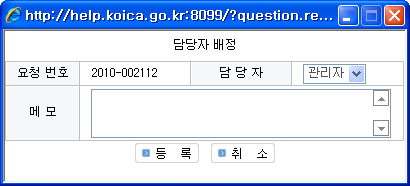 http://help.koica.go.kr:8099/?question.re...
담당자 배정
요청 번호 2010-002112 담 당 자 관리자
메 모
등 록 취 소